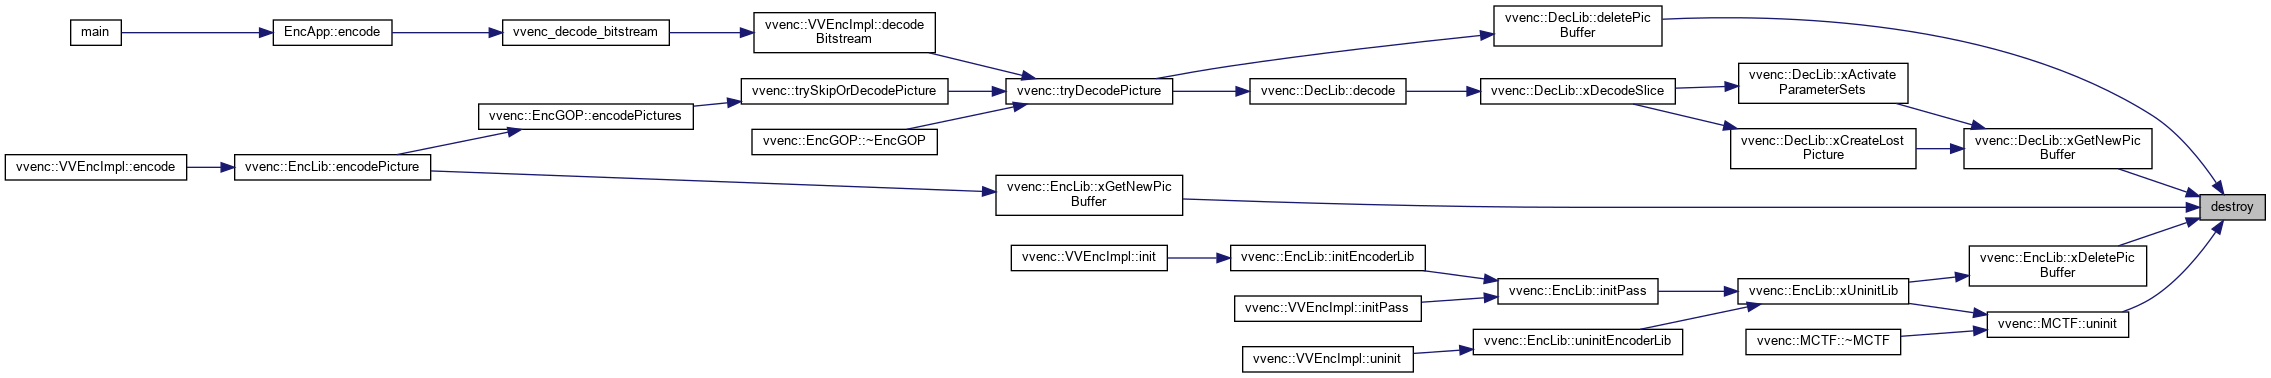 main
EncApp::encode
vvenc_decode_bitstream
vvenc::VVEncImpl::decode
Bitstream
vvenc::DecLib::deletePic
Buffer
vvenc::trySkipOrDecodePicture
vvenc::tryDecodePicture
vvenc::DecLib::decode
vvenc::DecLib::xDecodeSlice
vvenc::DecLib::xActivate
ParameterSets
vvenc::EncGOP::encodePictures
vvenc::EncGOP::~EncGOP
vvenc::DecLib::xCreateLost
Picture
vvenc::DecLib::xGetNewPic
Buffer
vvenc::VVEncImpl::encode
vvenc::EncLib::encodePicture
vvenc::EncLib::xGetNewPic
Buffer
destroy
vvenc::VVEncImpl::init
vvenc::EncLib::initEncoderLib
vvenc::EncLib::xDeletePic
Buffer
vvenc::VVEncImpl::initPass
vvenc::EncLib::initPass
vvenc::EncLib::xUninitLib
vvenc::MCTF::uninit
vvenc::VVEncImpl::uninit
vvenc::EncLib::uninitEncoderLib
vvenc::MCTF::~MCTF